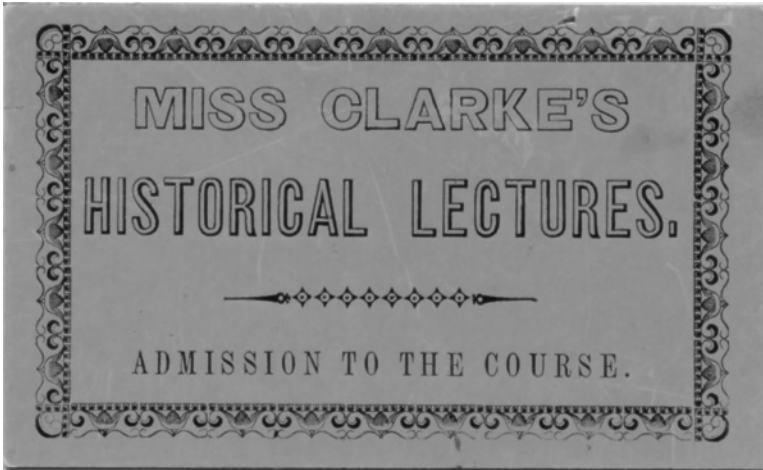 MISS CLARKE'S
HISTORICAL LECTURES.
ADMISSION TO THE COURSE.